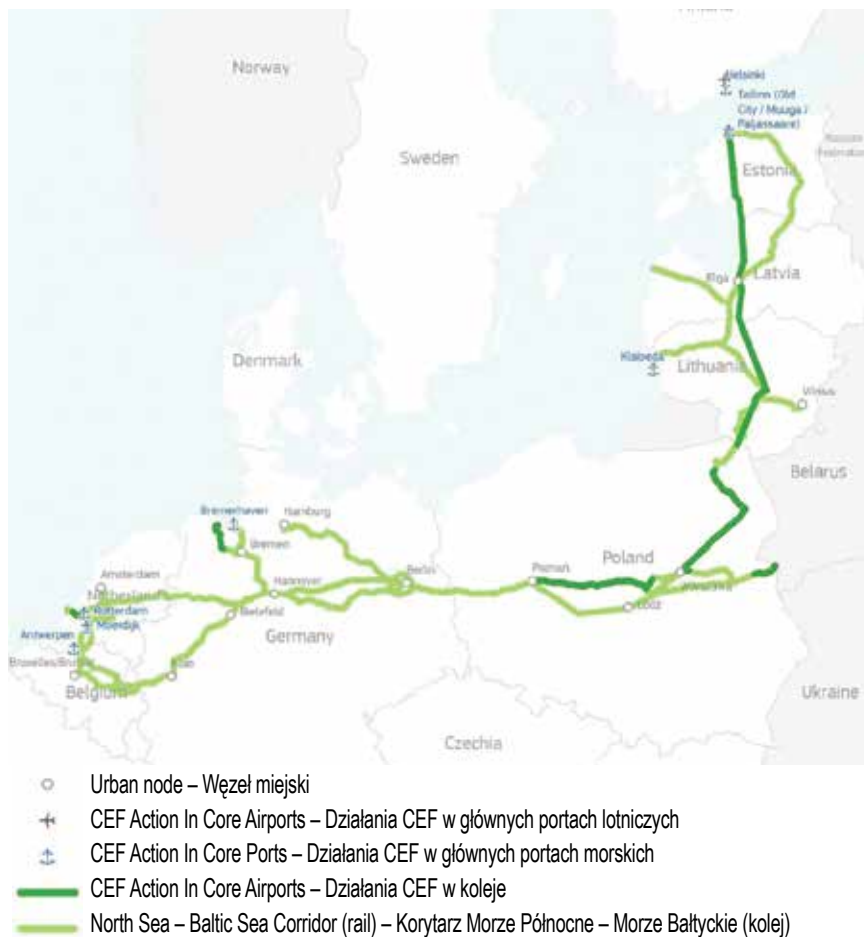 Norway
Helsinki
Tallinn (Old
City / Muuga /
Paljassaare)
Sweden
Estonia
Riga
Latvia
Denmark
Klaipeda
Lithuania
Vilnius
Belarus
Bremerhaven
Hamburg
Bremen
Berlin
Poznań
Poland
Warszawa
Amsterdam
Hannover
Netherlands
Rotterdam
Moerdijk
Bielefeld
Łódź
Germany
Antwerpen
Köln
Belgium
Ukraine
Czechia
Urban node – Węzeł miejski
CEF Action In Core Airports – Działania CEF w głównych portach lotniczych
CEF Action In Core Ports – Działania CEF w głównych portach morskich
CEF Action In Core Airports – Działania CEF w koleje
North Sea – Baltic Sea Corridor (rail) – Korytarz Morze Północne – Morze Bałtyckie (kolej)